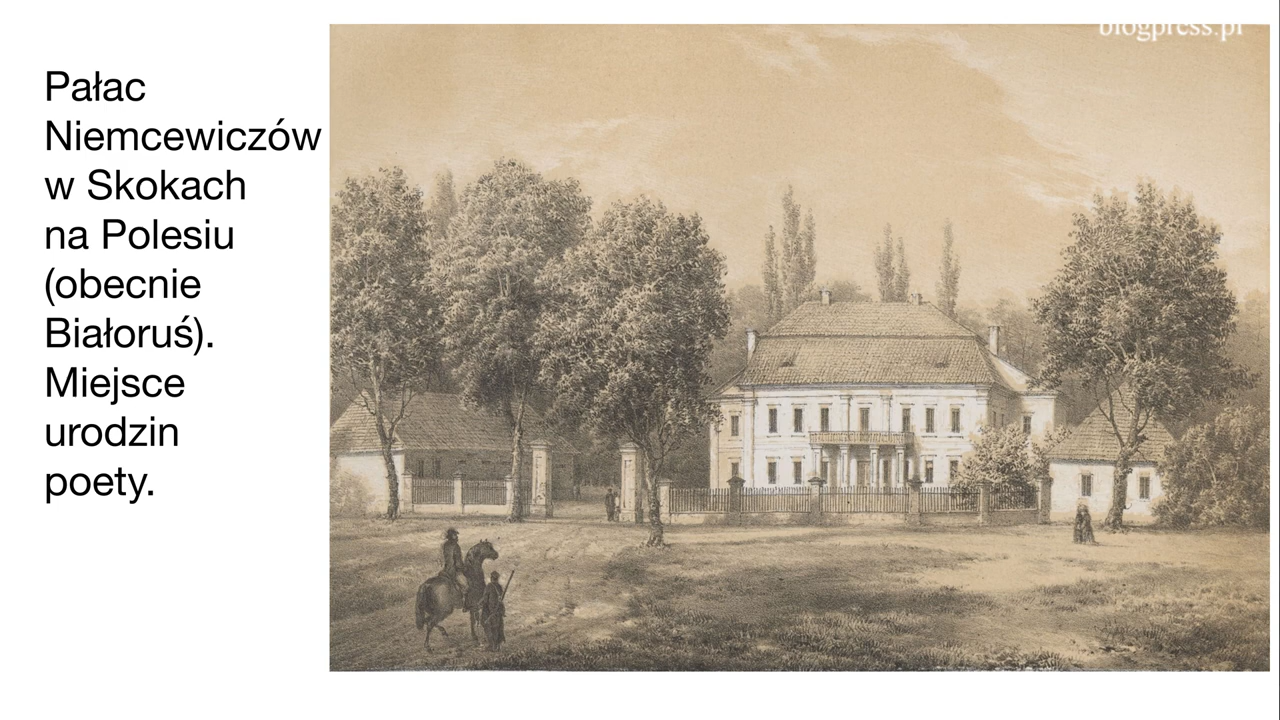 blogpress.pl
Pałac
Niemcewiczów
w Skokach
na Polesiu
(obecnie
Białoruś).
Miejsce
urodzin
poety.